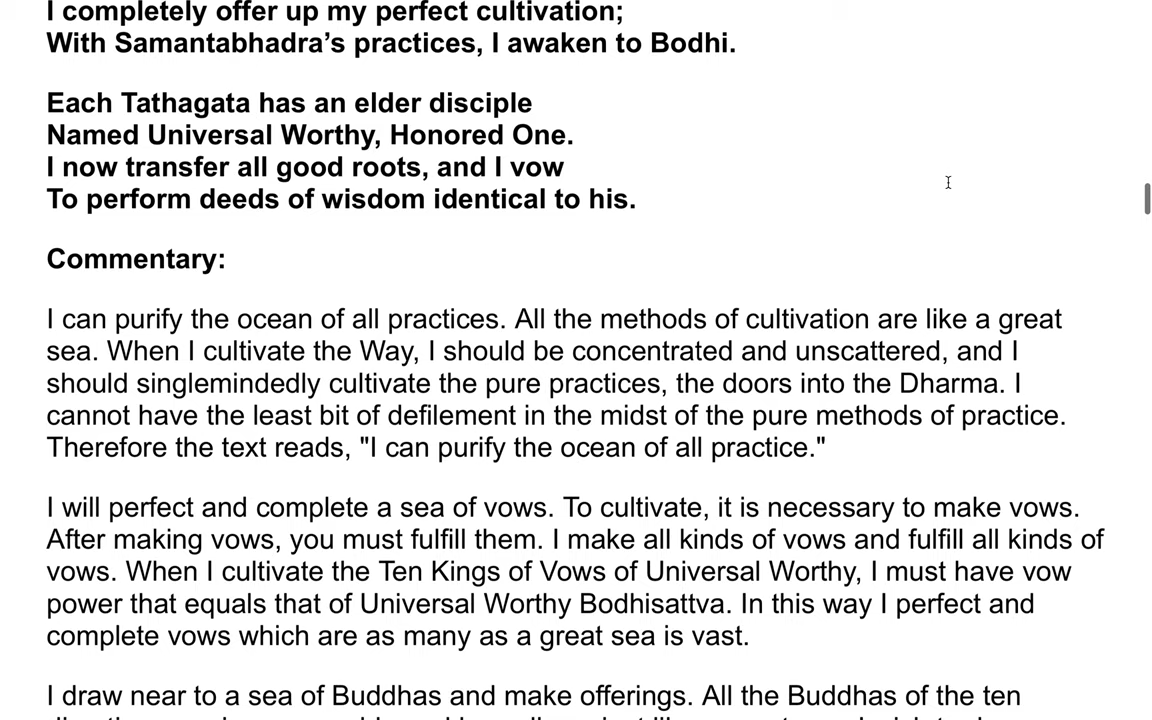 I completely offer up my perfect cultivation;
With Samantabhadra’s practices, I awaken to Bodhi.
Each Tathagata has an elder disciple
Named Universal Worthy, Honored One.
I now transfer all good roots, and I vow
To perform deeds of wisdom identical to his.
Commentary:
I can purify the ocean of all practices. All the methods of cultivation are like a great
sea. When I cultivate the Way, I should be concentrated and unscattered, and I
should singlemindedly cultivate the pure practices, the doors into the Dharma. I
cannot have the least bit of defilement in the midst of the pure methods of practice.
Therefore the text reads, "I can purify the ocean of all practice."
I will perfect and complete a sea of vows. To cultivate, it is necessary to make vows.
After making vows, you must fulfill them. I make all kinds of vows and fulfill all kinds of
vows. When I cultivate the Ten Kings of Vows of Universal Worthy, I must have vow
power that equals that of Universal Worthy Bodhisattva. In this way I perfect and
complete vows which are as many as a great sea is vast.
I draw near to a sea of Buddhas and make offerings. All the Buddhas of the ten